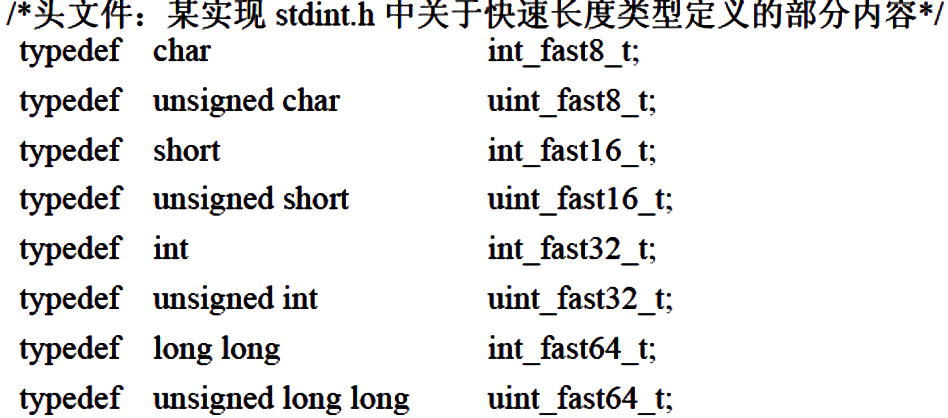 /*头文件：某实现 stdint.h 中关于快速长度类型定义的部分内容*/
typedef char int_fast8_t;
typedef unsigned char uint_fast8_t;
typedef short int_fast16_t;
typedef unsigned short uint_fast16_t;
typedef int int_fast32_t;
typedef unsigned int uint_fast32_t;
typedef long long int_fast64_t;
typedef unsigned long long uint_fast64_t;